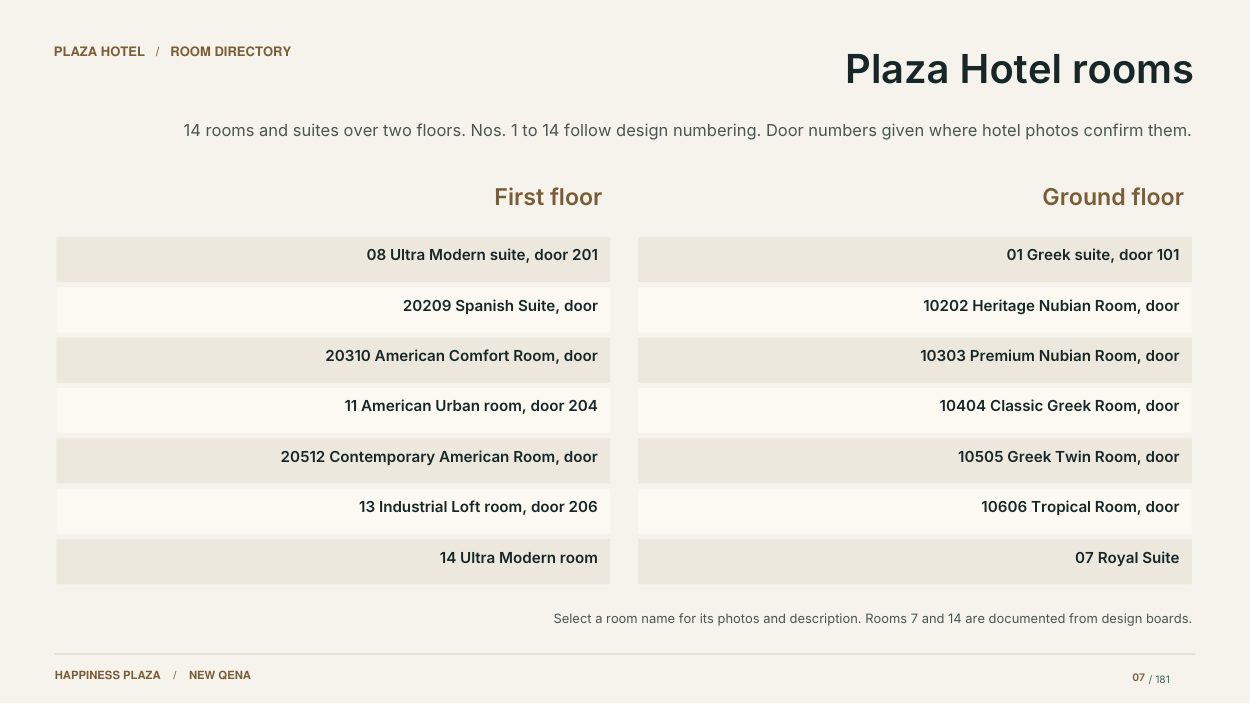 PLAZA HOTEL / ROOM DIRECTORY
Plaza Hotel rooms
14 rooms and suites over two floors. Nos. 1 to 14 follow design numbering. Door numbers given where hotel photos confirm them.
First floor
08 Ultra Modern suite, door 201
20209 Spanish Suite, door
20310 American Comfort Room, door
11 American Urban room, door 204
20512 Contemporary American Room, door
13 Industrial Loft room, door 206
14 Ultra Modern room
Ground floor
01 Greek suite, door 101
10202 Heritage Nubian Room, door
10303 Premium Nubian Room, door
10404 Classic Greek Room, door
10505 Greek Twin Room, door
10606 Tropical Room, door
07 Royal Suite
Select a room name for its photos and description. Rooms 7 and 14 are documented from design boards.
HAPPINESS PLAZA / NEW QENA
07 / 181